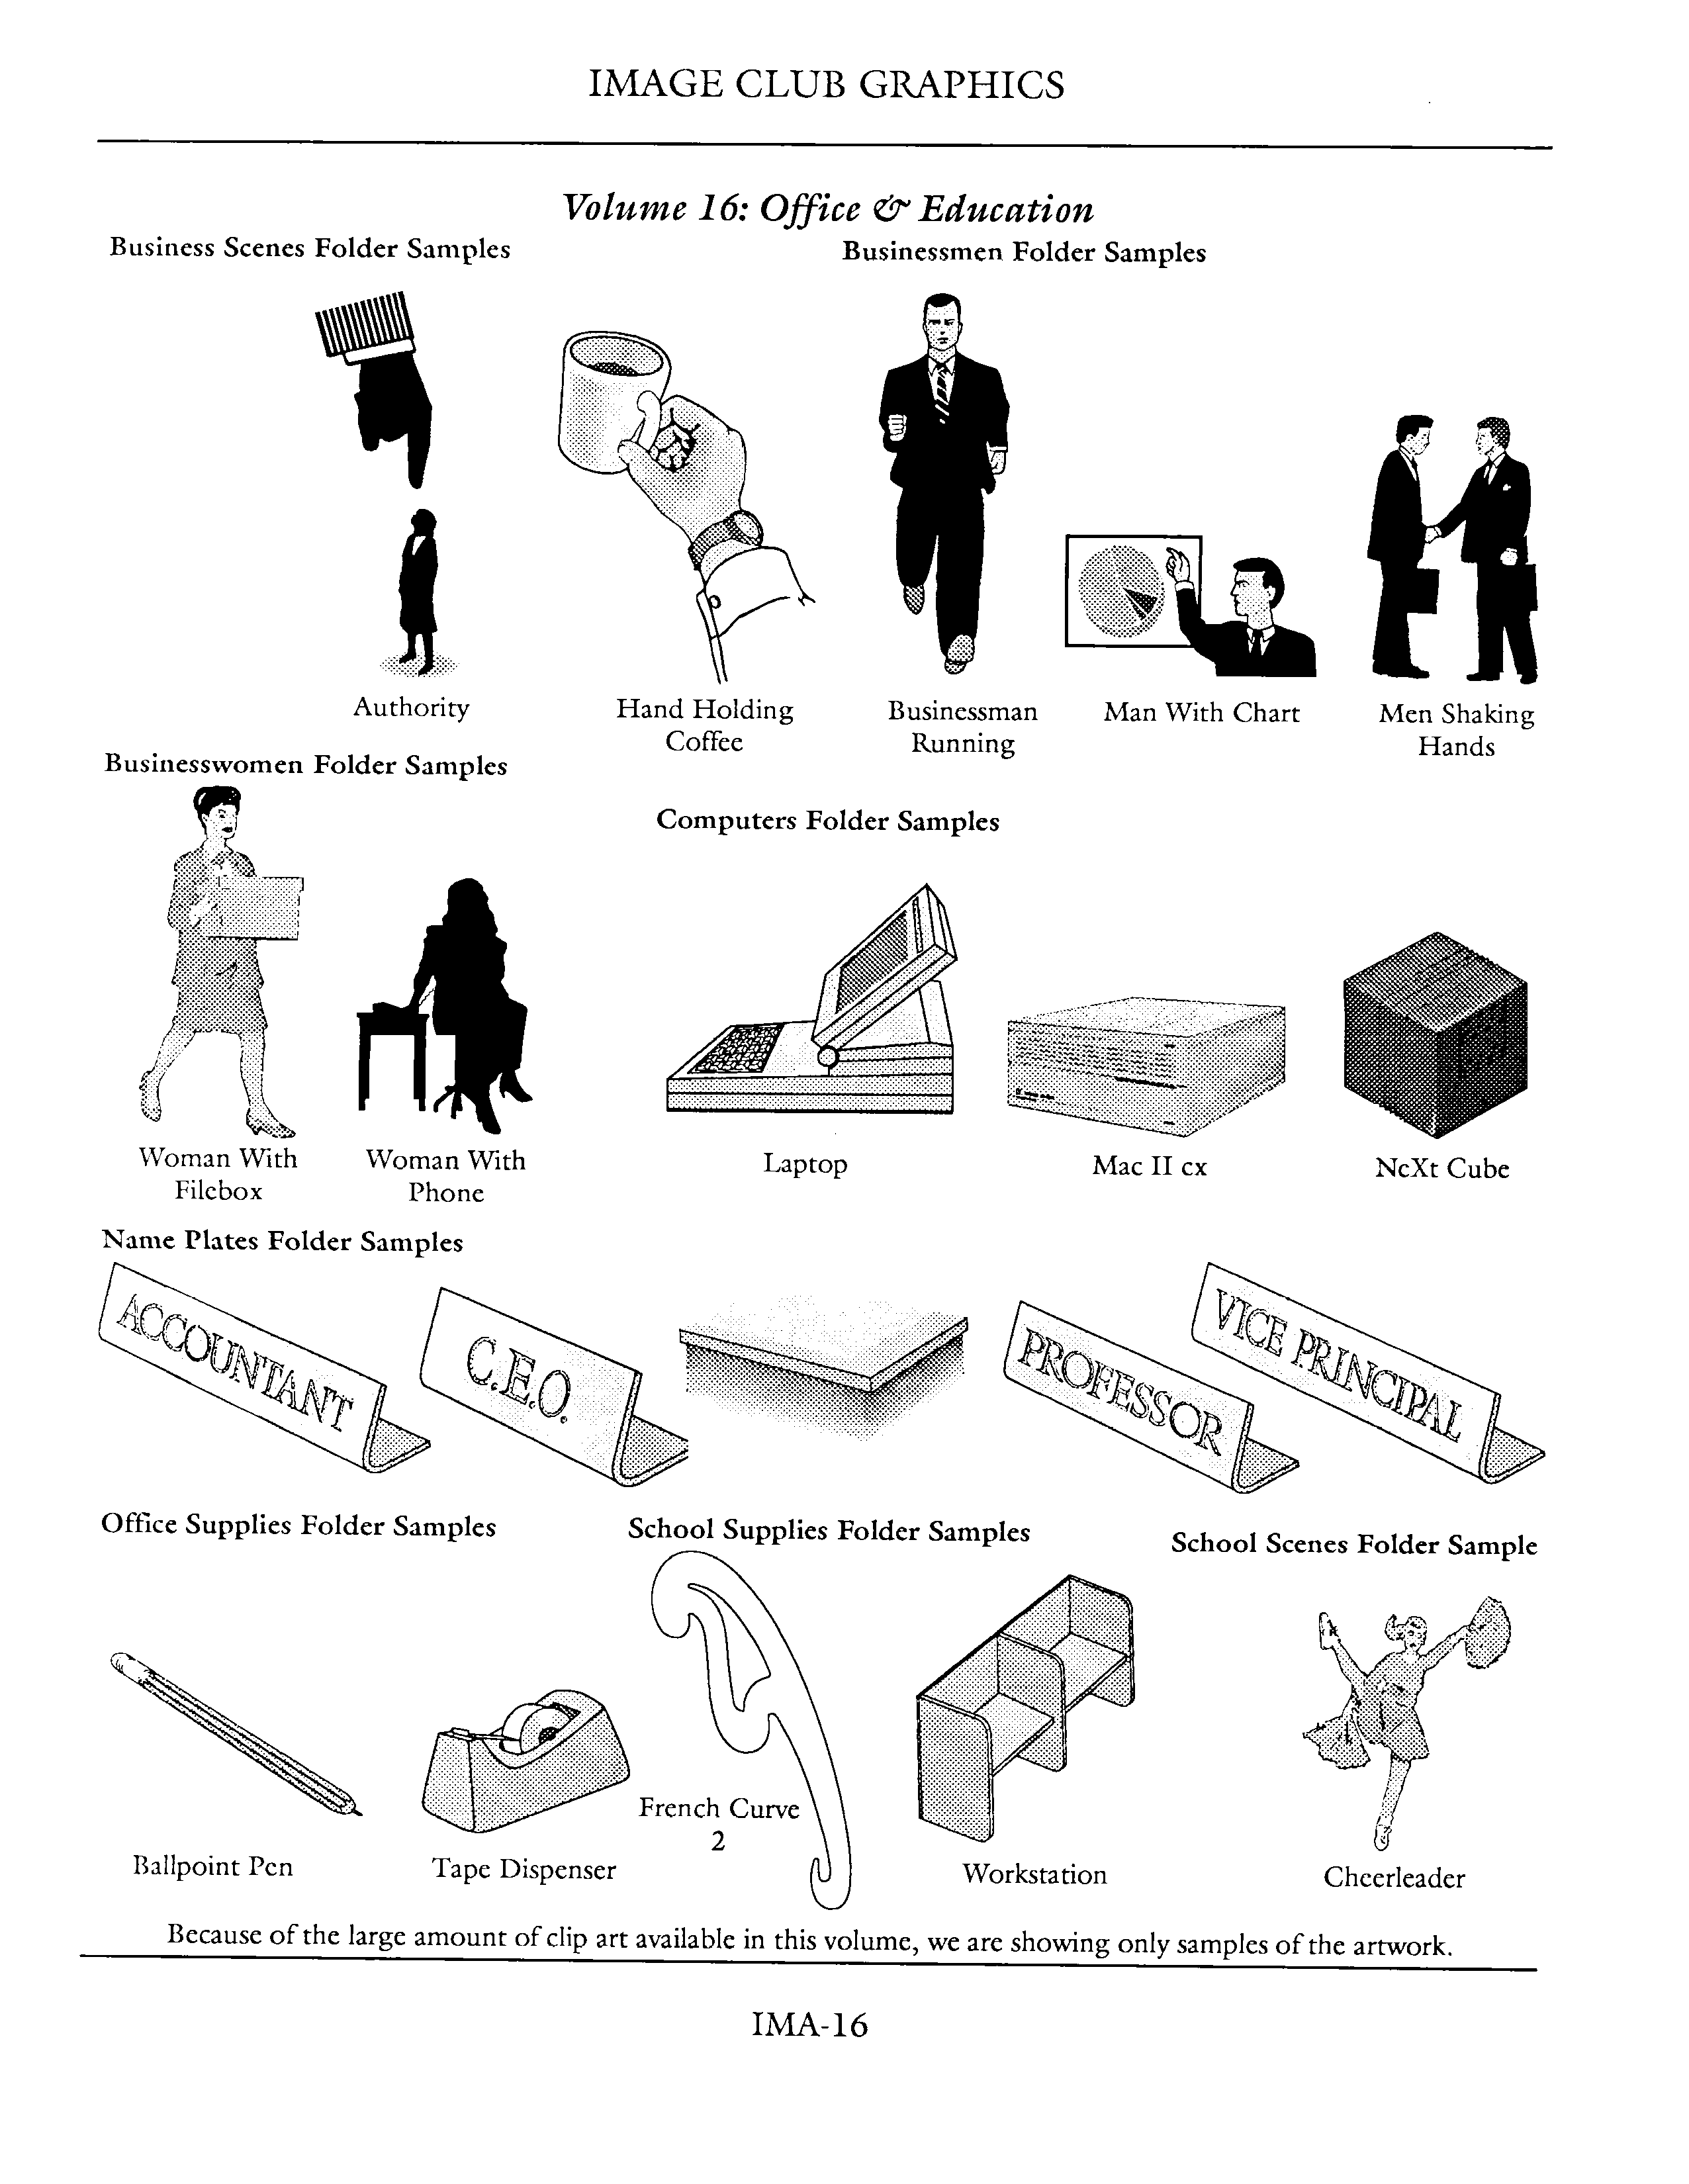 IMAGE CLUB GRAPHICS
Volume 16: Office & Education
Business Scenes Folder Samples
Businessmen Folder Samples
Authority
Hand Holding
Coffee
Businessman
Running
Man With Chart
Men Shaking
Hands
Businesswomen Folder Samples
Computers Folder Samples
Woman With
Filebox
Woman With
Phone
Laptop
Mac II cx
NeXt Cube
Name Plates Folder Samples
ACCOUNTANT
C.E.O.
PROFESSOR
VICE PRINCIPAL
Office Supplies Folder Samples
School Supplies Folder Samples
School Scenes Folder Sample
Ballpoint Pen
Tape Dispenser
French Curve
2
Workstation
Cheerleader
Because of the large amount of clip art available in this volume, we are showing only samples of the artwork.
IMA-16